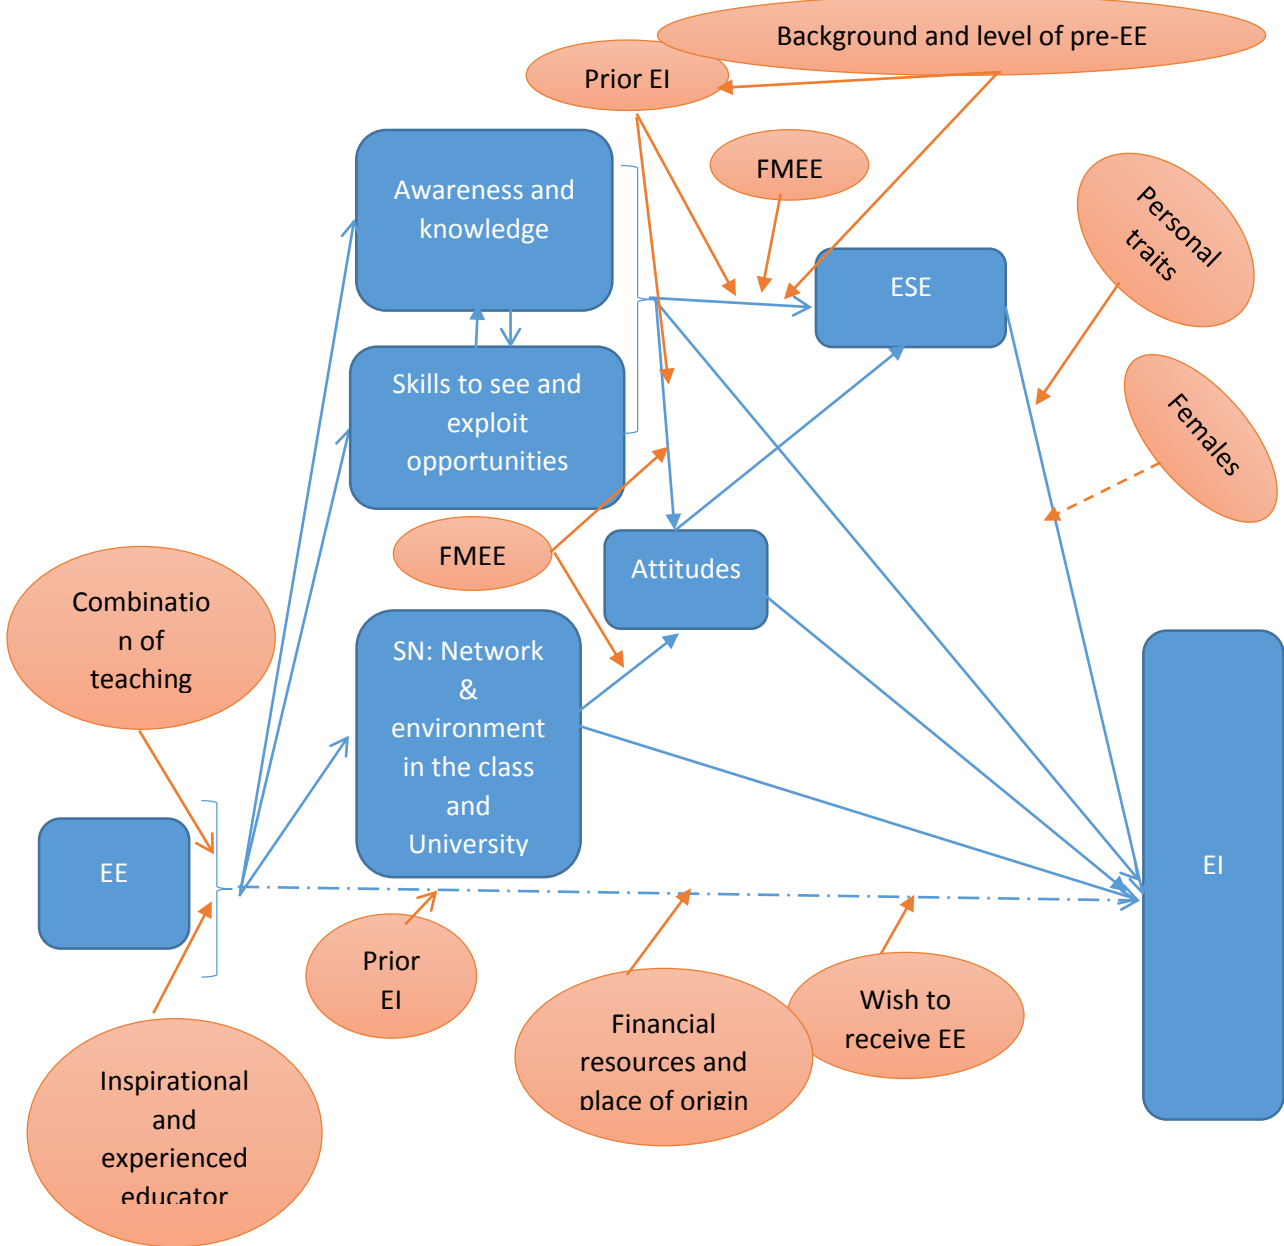 Background and level of pre-EE
Prior EI
FMEE
Personal
traits
Awareness and
knowledge
ESE
Females
Skills to see and
exploit
opportunities
FMEE
Attitudes
Combinatio
n of
teaching
SN: Network
&
environment
in the class
and
University
EE
EI
Prior
EI
Wish to
receive EE
Financial
resources and
place of origin
Inspirational
and
experienced
educator